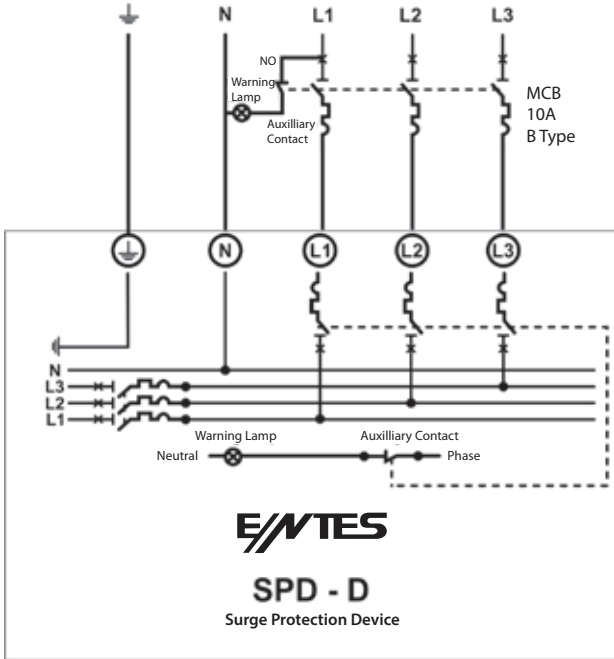 N L1 L2 L3
NO
Warning
Lamp
Auxilliary
Contact
MCB
10A
B Type
N L1 L2 L3
N
L3
L2
L1
Warning Lamp Auxilliary Contact
Neutral Phase
ENTES
SPD - D
Surge Protection Device